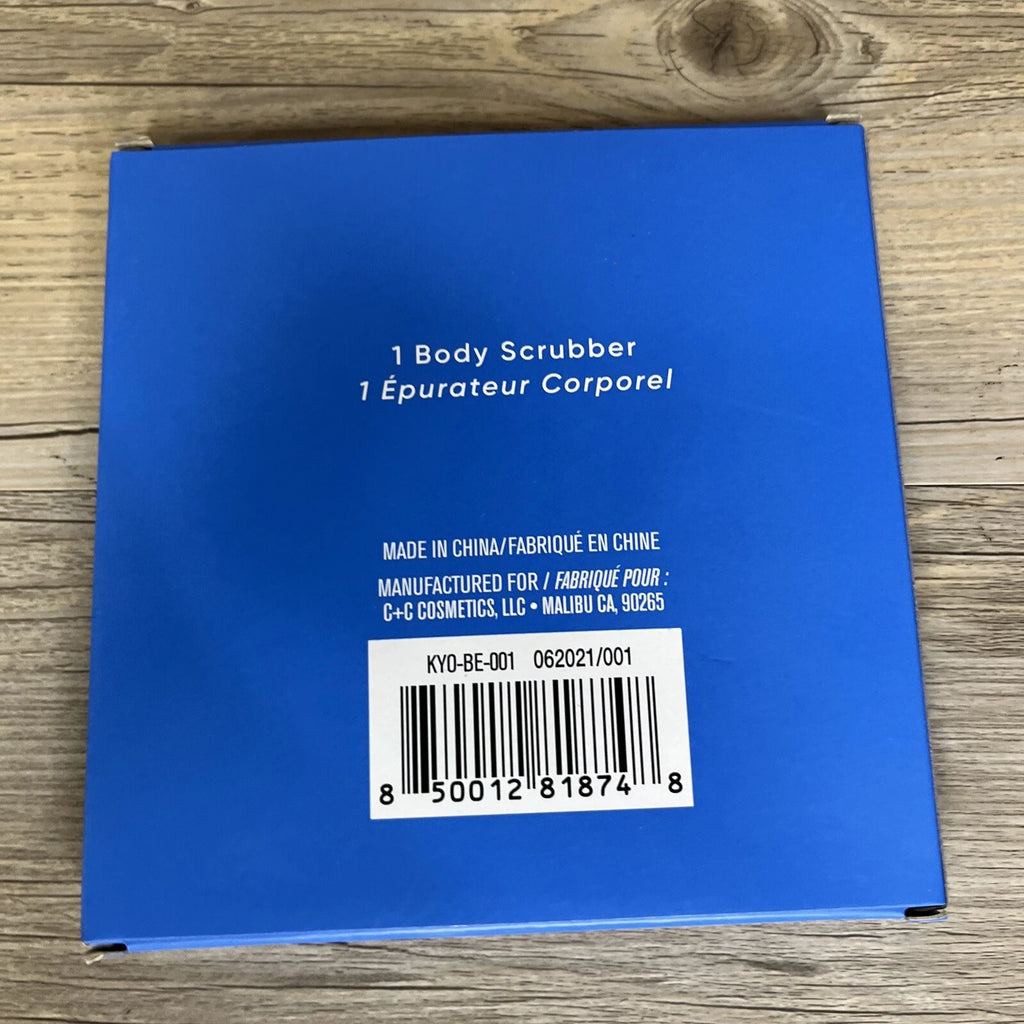 1 Body Scrubber
1 Épurateur Corporel
MADE IN CHINA/FABRIQUÉ EN CHINE
MANUFACTURED FOR / FABRIQUÉ POUR :
C+C COSMETICS, LLC • MALIBU CA, 90265
KYO-BE-001 062021/001
8 50012 81874 8